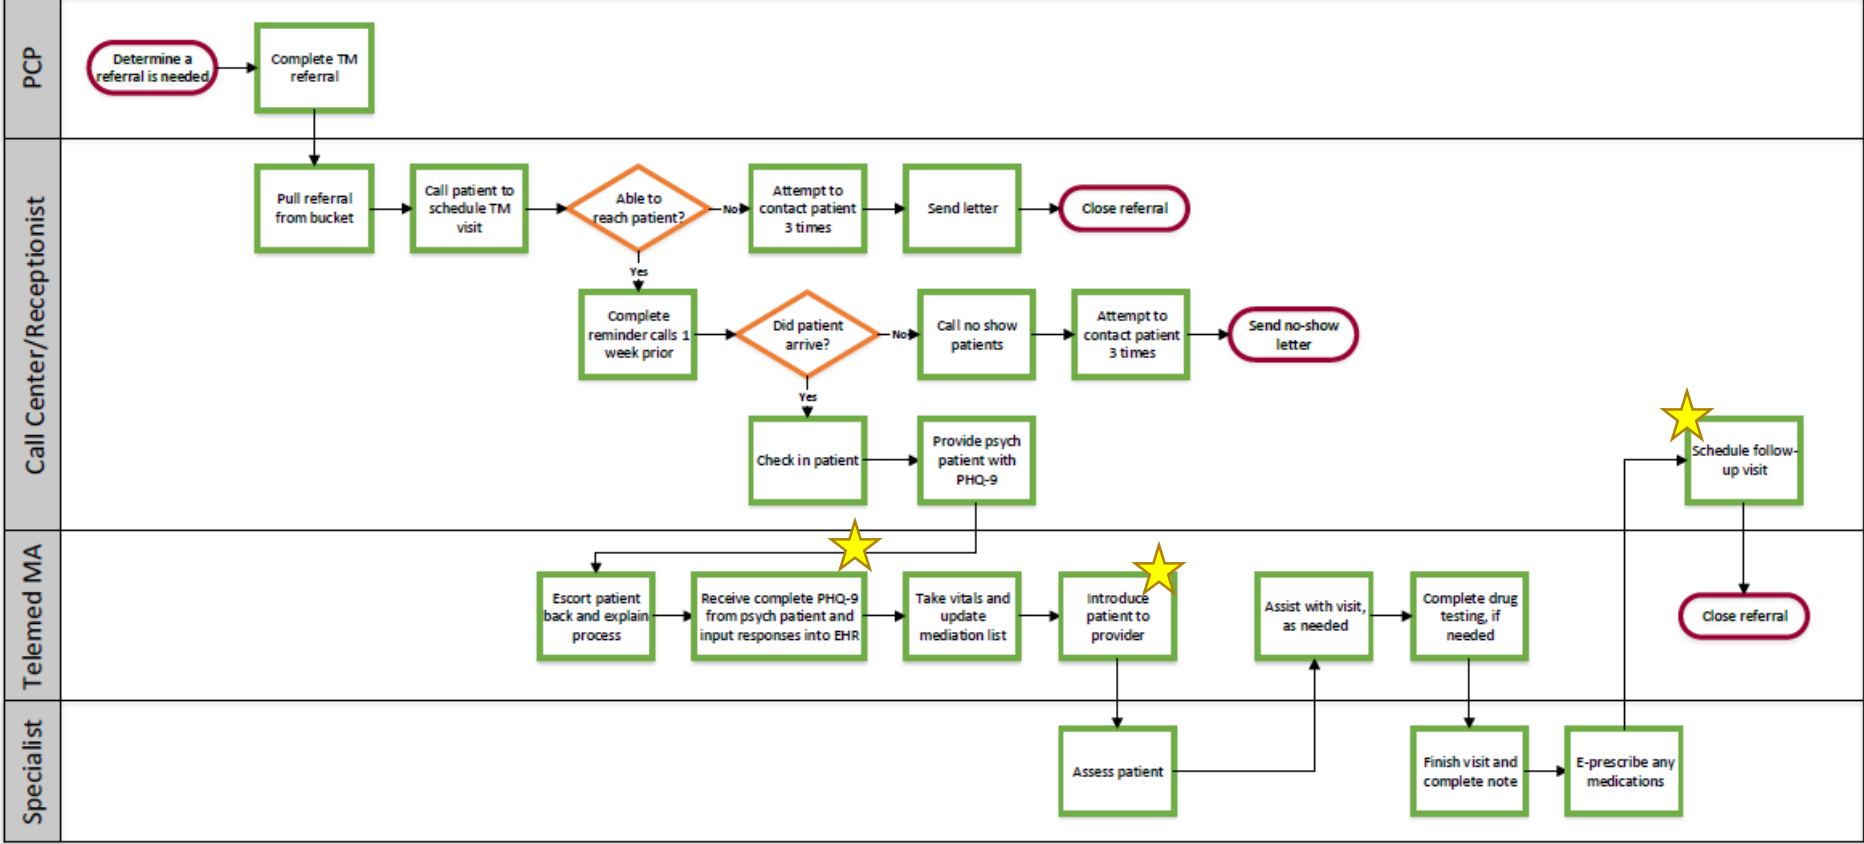 PCP
Determine a
referral is needed
Complete TM
referral
Call Center/Receptionist
Pull referral
from bucket
Call patient to
schedule TM
visit
Able to
reach patient?
No
Attempt to
contact patient
3 times
Send letter
Close referral
Yes
Complete
reminder calls 1
week prior
Did patient
arrive?
No
Call no show
patients
Attempt to
contact patient
3 times
Send no-show
letter
Yes
Check in patient
Provide psych
patient with
PHQ-9
Schedule follow-
up visit
Telemed MA
Escort patient
back and explain
process
Receive complete PHQ-9
from psych patient and
input responses into EHR
Take vitals and
update
mediation list
Introduce
patient to
provider
Assist with visit,
as needed
Complete drug
testing, if
needed
Close referral
Specialist
Assess patient
Finish visit and
complete note
E-prescribe any
medications